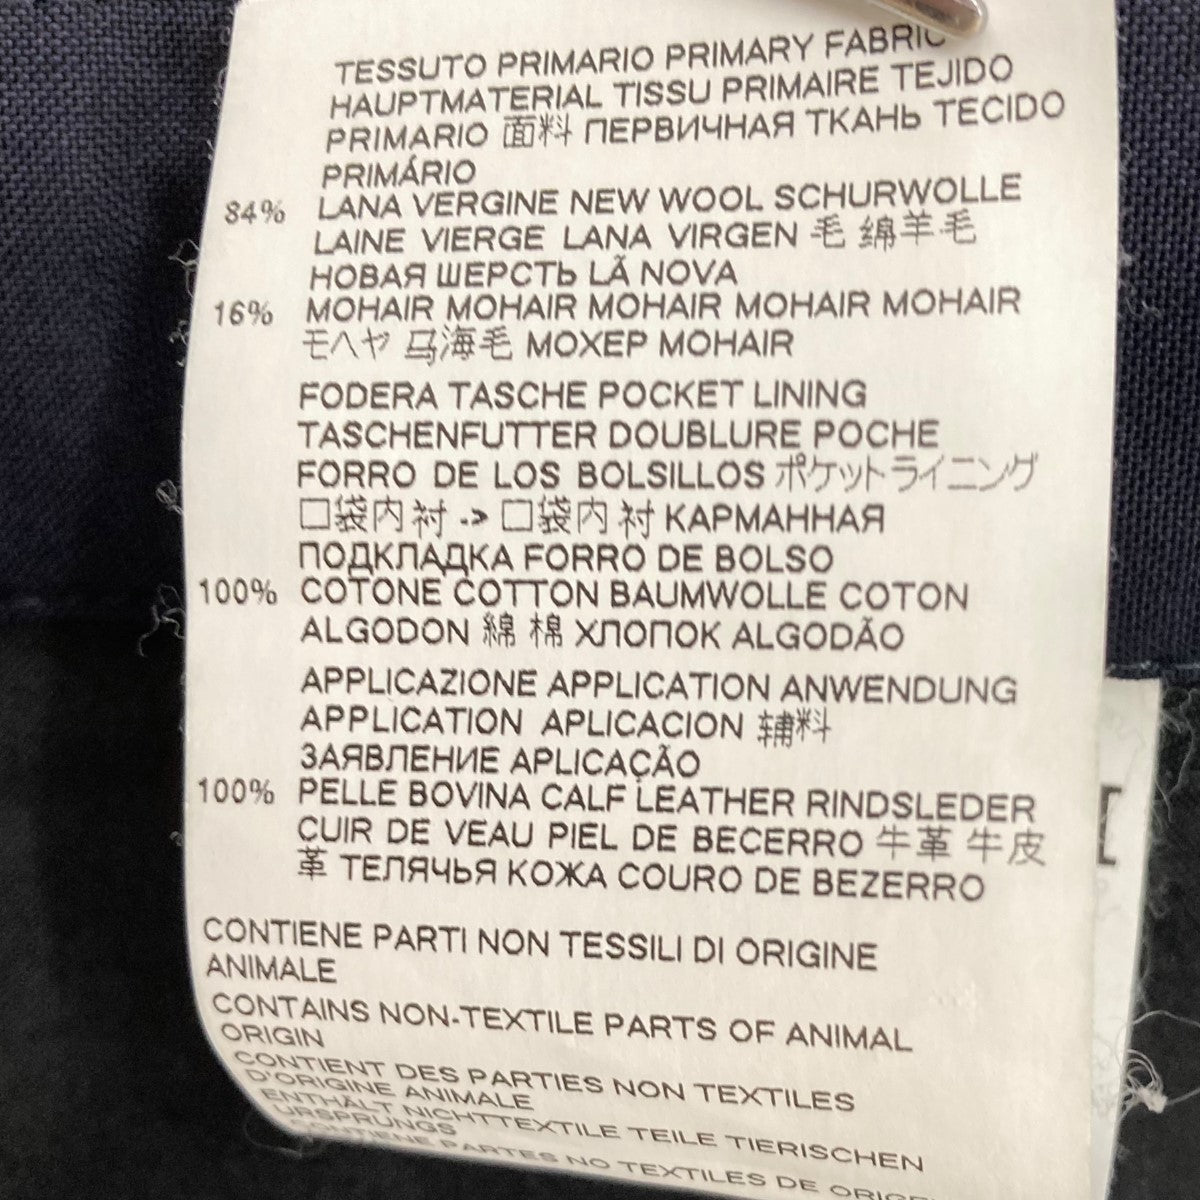 TESSUTO PRIMARIO PRIMARY FABRIC
HAUPTMATERIAL TISSU PRIMAIRE TEJIDO
PRIMARIO 面料 ПЕРВИЧНАЯ ТКАНЬ TECIDO
PRIMÁRIO
84% LANA VERGINE NEW WOOL SCHURWOLLE
LAINE VIERGE LANA VIRGEN 毛 绵羊毛
НОВАЯ ШЕРСТЬ LÃ NOVA
16% MOHAIR MOHAIR MOHAIR MOHAIR MOHAIR
モヘヤ 马海毛 МОХЕР MOHAIR
FODERA TASCHE POCKET LINING
TASCHENFUTTER DOUBLURE POCHE
FORRO DE LOS BOLSILLOS ポケットライニング
口袋内衬 -> 口袋内衬 КАРМАННАЯ
ПОДКЛАДКА FORRO DE BOLSO
100% COTONE COTTON BAUMWOLLE COTON
ALGODON 綿 棉 ХЛОПОК ALGODÃO
APPLICAZIONE APPLICATION ANWENDUNG
APPLICATION APLICACION 辅料
ЗАЯВЛЕНИЕ APLICAÇÃO
100% PELLE BOVINA CALF LEATHER RINDSLEDER
CUIR DE VEAU PIEL DE BECERRO 牛革 牛皮
革 ТЕЛЯЧЬЯ КОЖА COURO DE BEZERRO
CONTIENE PARTI NON TESSILI DI ORIGINE
ANIMALE
CONTAINS NON-TEXTILE PARTS OF ANIMAL
ORIGIN
CONTIENT DES PARTIES NON TEXTILES
D'ORIGINE ANIMALE
ENTHÄLT NICHTTEXTILE TEILE TIERISCHEN
URSPRUNGS
CONTIENE PARTES NO TEXTILES DE